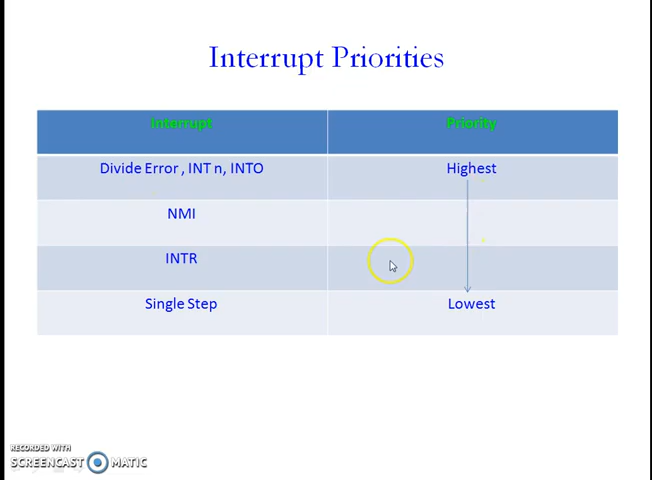 Interrupt Priorities
Interrupt Priority
Divide Error , INT n, INTO Highest
NMI
INTR
Single Step Lowest
RECORDED WITH
SCREENCAST MATIC